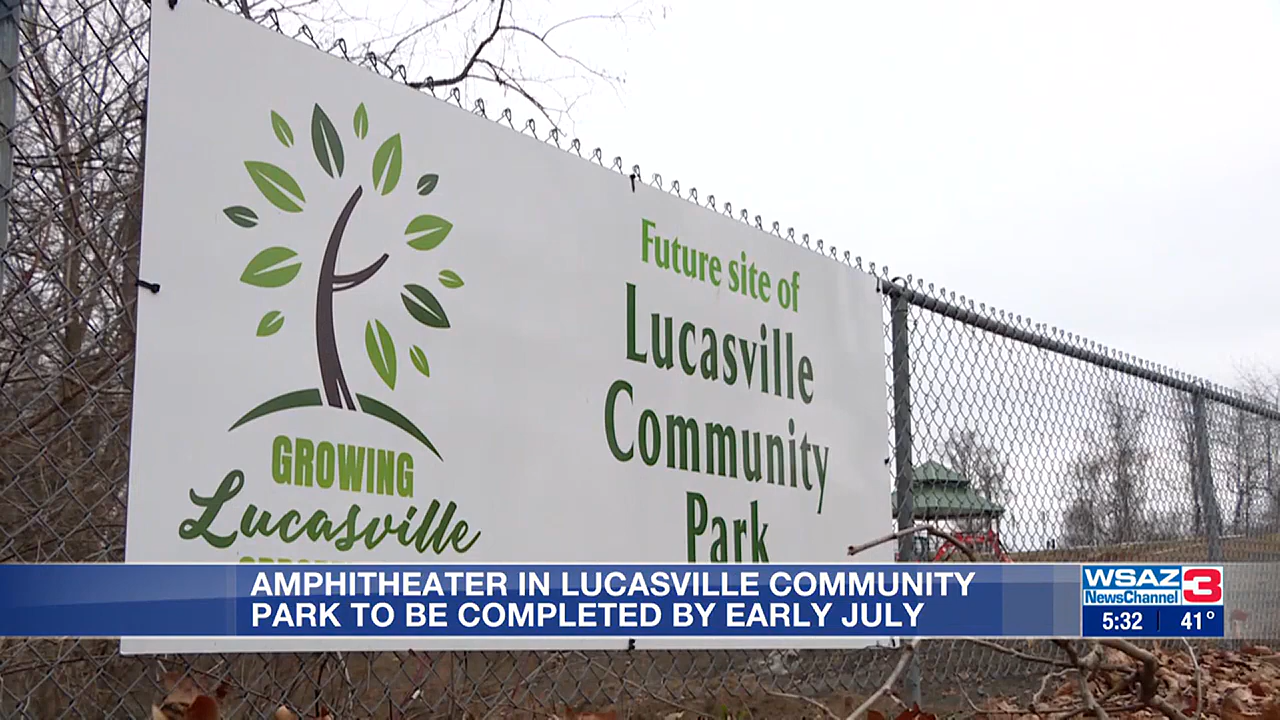 Future site of
Lucasville
Community
Park
GROWING
Lucasville
AMPHITHEATER IN LUCASVILLE COMMUNITY
PARK TO BE COMPLETED BY EARLY JULY
WSAZ 3
NewsChannel
5:32 41°